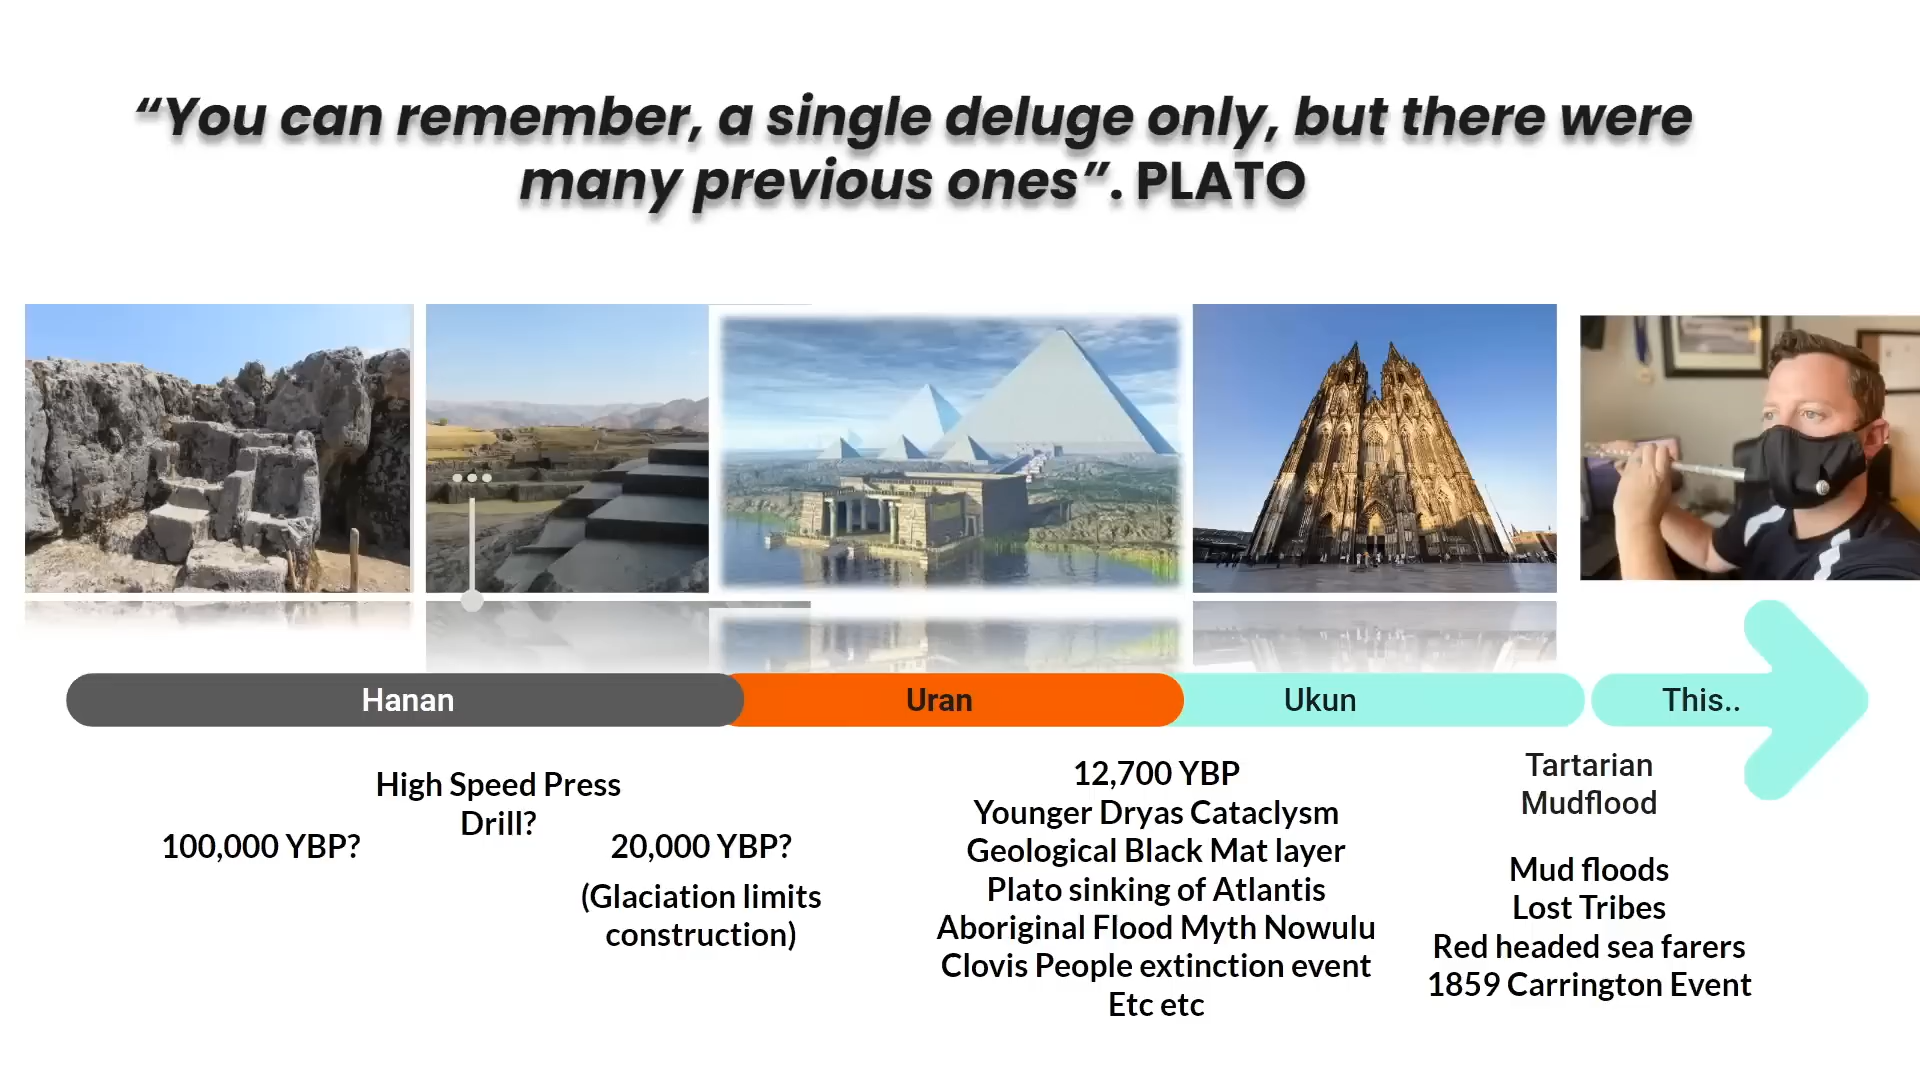 “You can remember, a single deluge only, but there were
many previous ones”. PLATO
Hanan
Uran
Ukun
This..
High Speed Press
Drill?
100,000 YBP?
20,000 YBP?
(Glaciation limits
construction)
12,700 YBP
Younger Dryas Cataclysm
Geological Black Mat layer
Plato sinking of Atlantis
Aboriginal Flood Myth Nowulu
Clovis People extinction event
Etc etc
Tartarian
Mudflood
Mud floods
Lost Tribes
Red headed sea farers
1859 Carrington Event